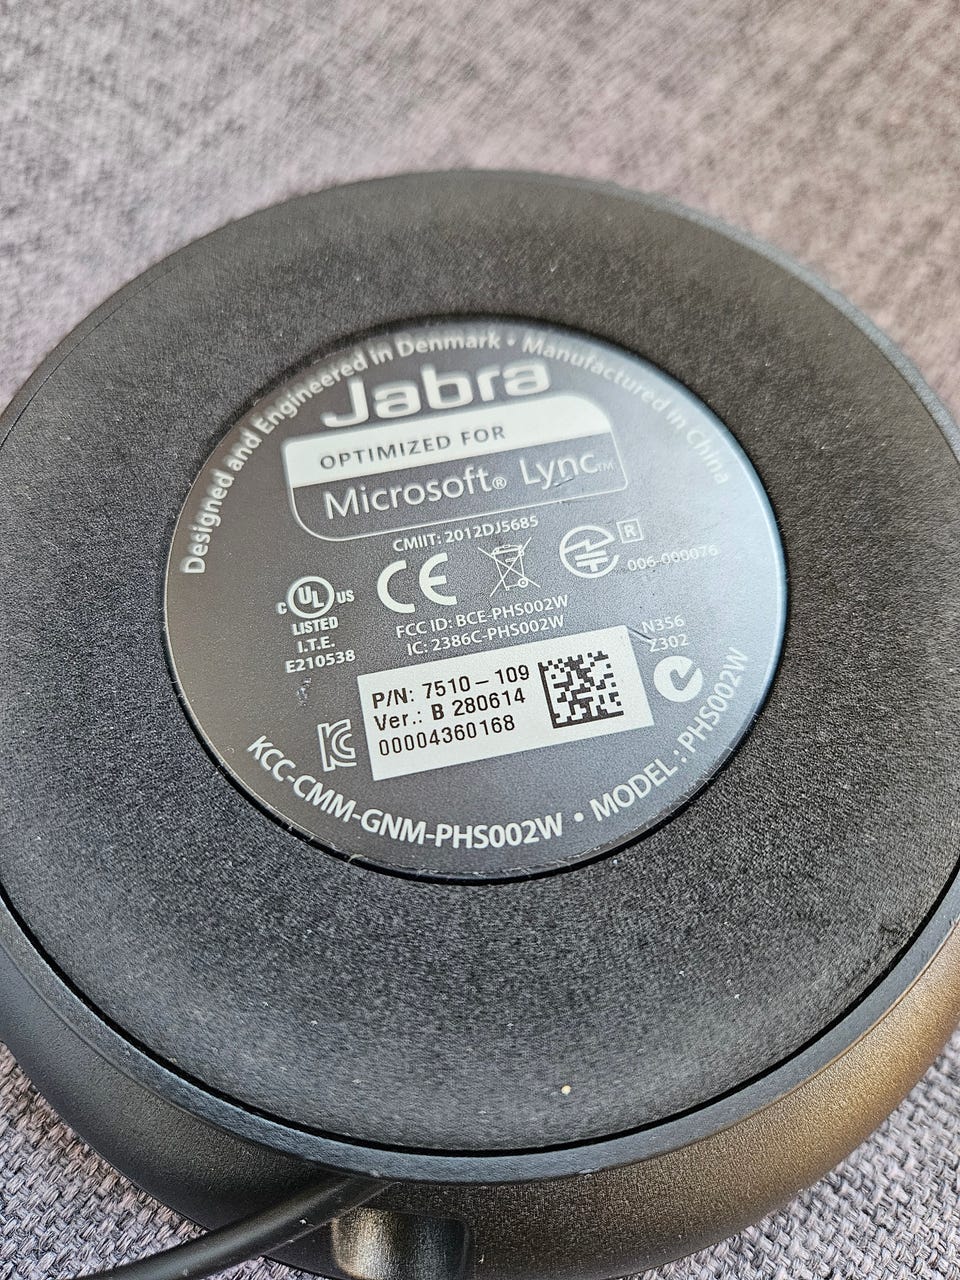 Designed and Engineered in Denmark • Manufactured in China
Jabra
OPTIMIZED FOR
Microsoft® Lync™
CMIIT: 2012DJ5685
CE
R
006-000076
c UL US
LISTED
I.T.E.
E210538
FCC ID: BCE-PHS002W
IC: 2386C-PHS002W
N356
Z302
P/N: 7510-109
Ver.: B 280614
00004360168
KCC-CMM-GNM-PHS002W • MODEL: PHS002W